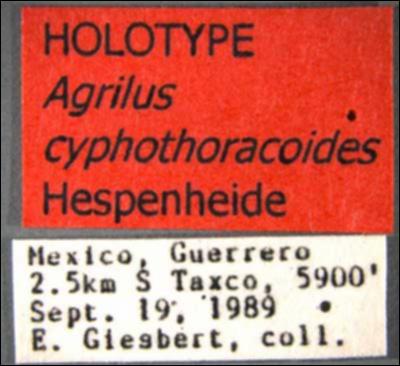 HOLOTYPE
Agrilus
cyphothoracoides
Hespenheide
Mexico, Guerrero
2.5km S Taxco, 5900'
Sept. 19, 1989
E. Giesbert, coll.